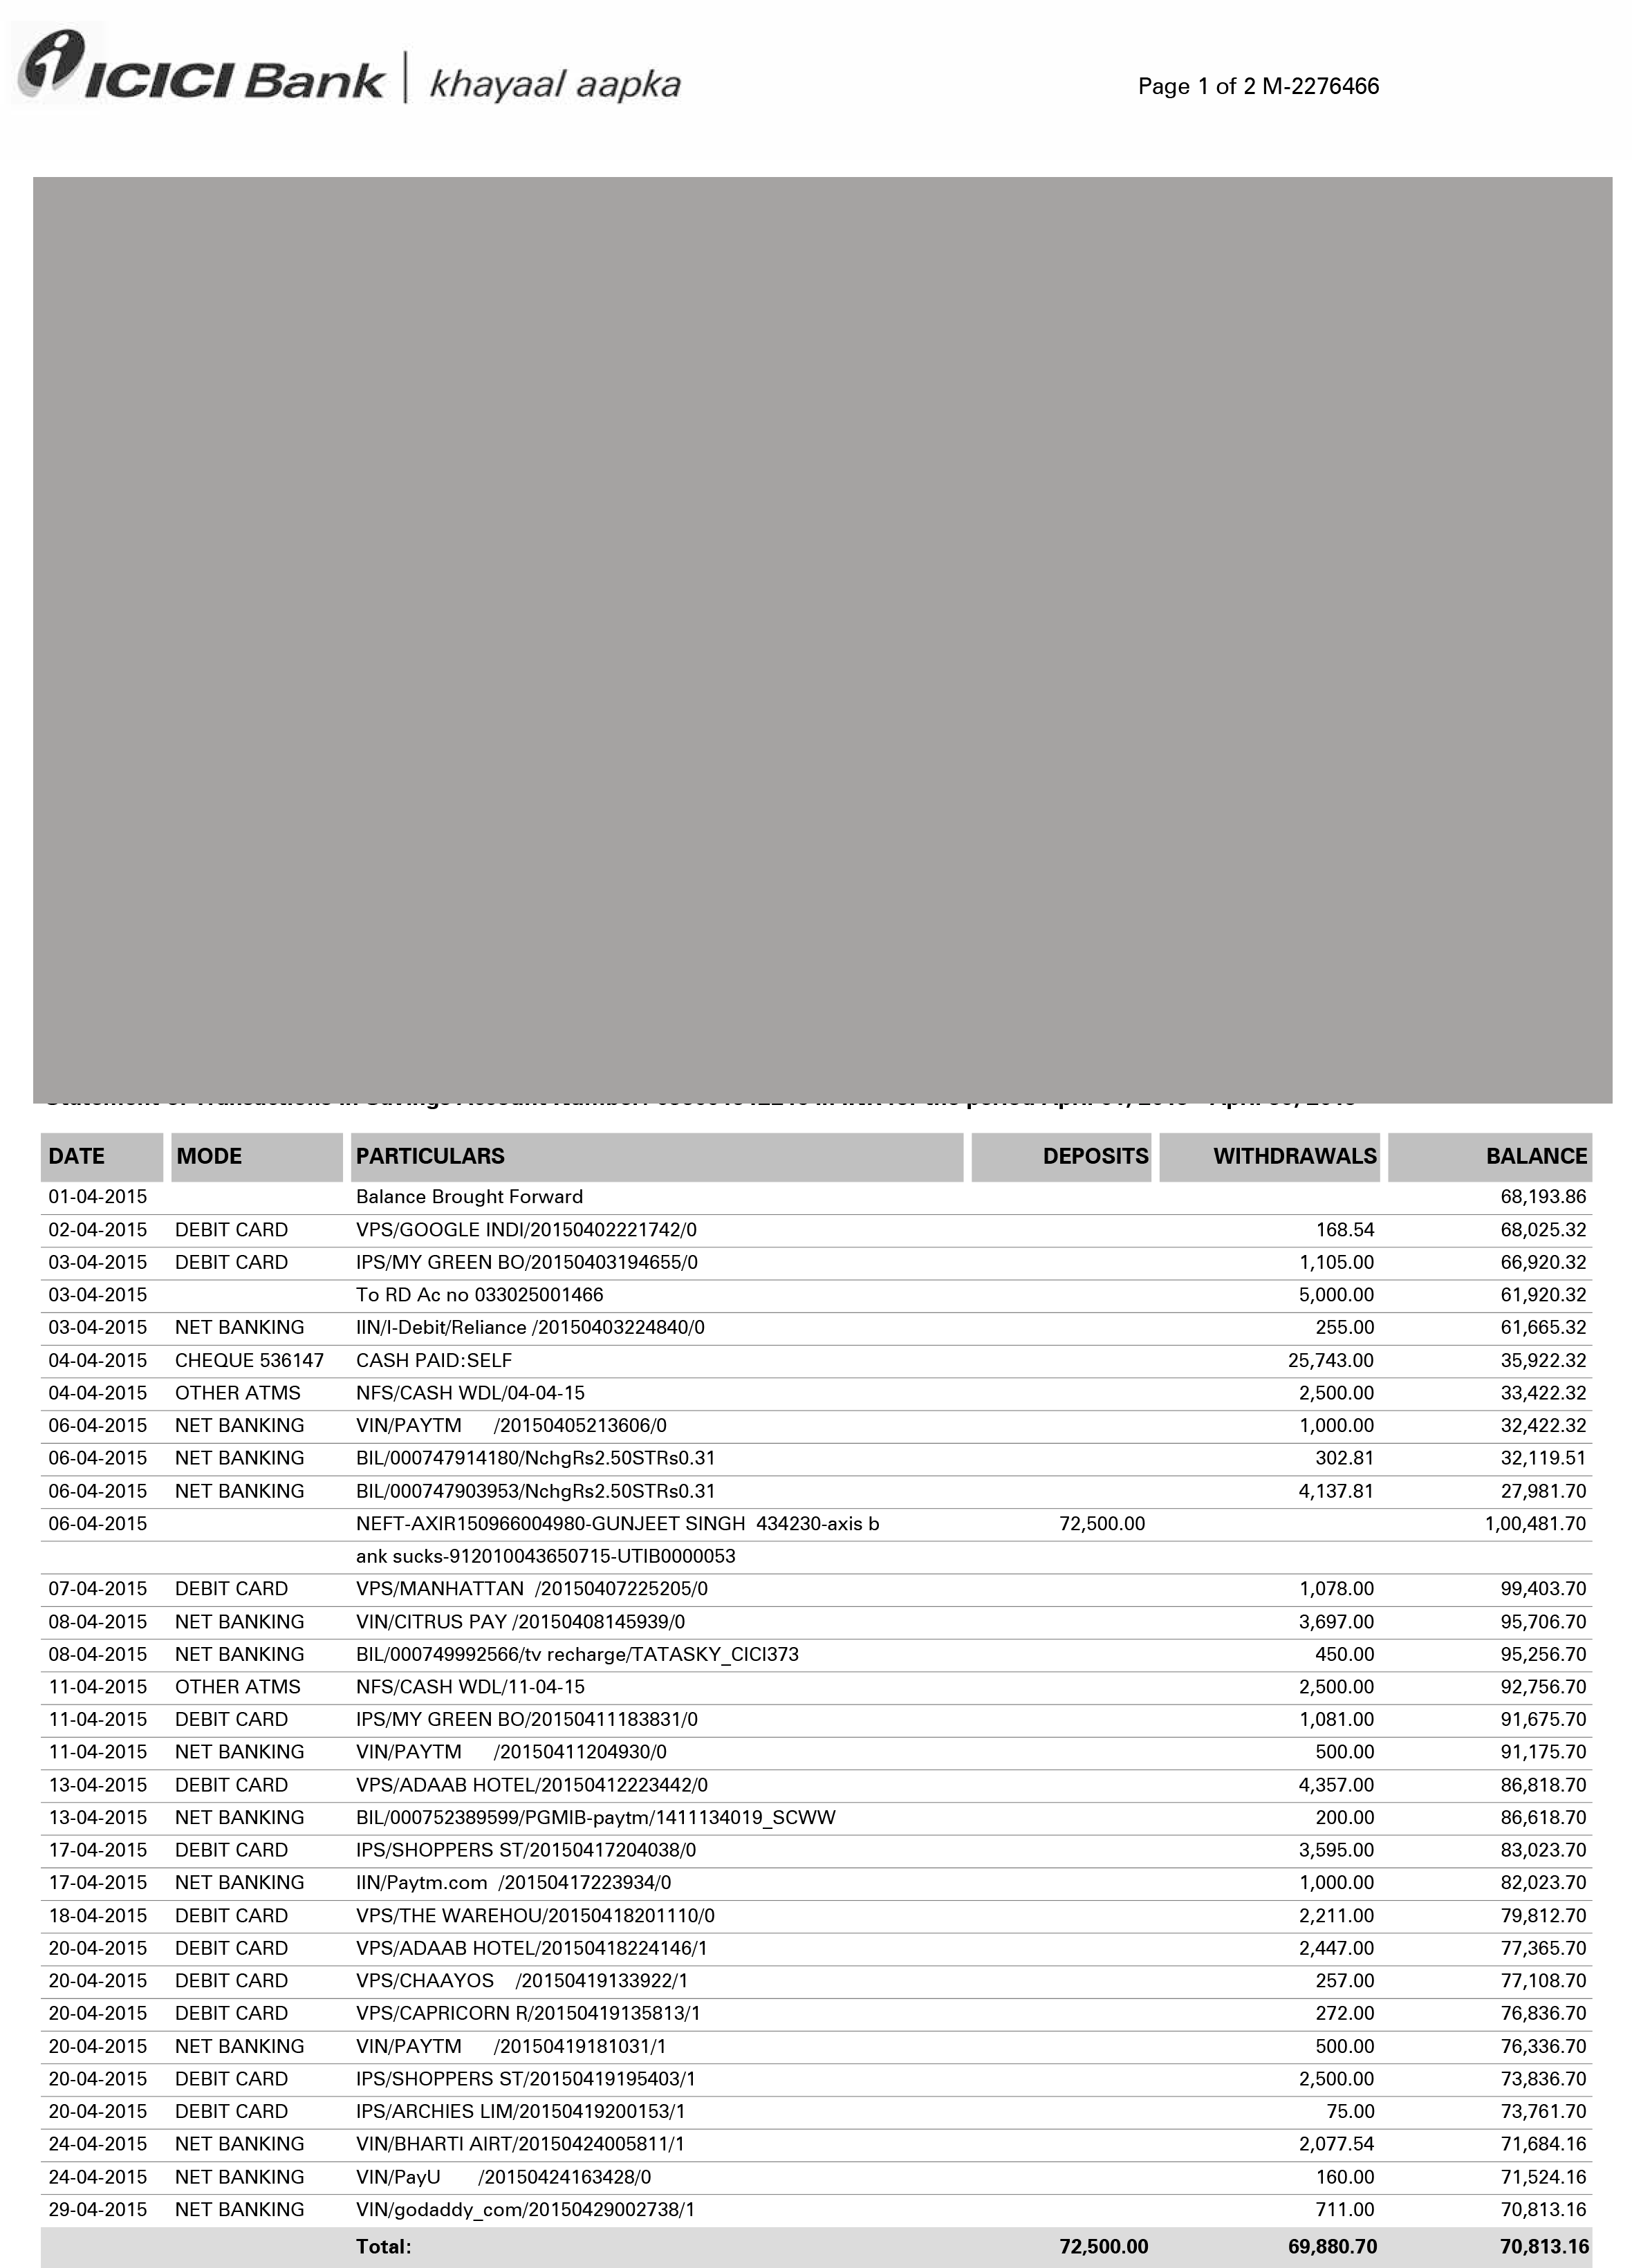 ICICI Bank | khayaal aapka
Page 1 of 2 M-2276466
DATE MODE PARTICULARS DEPOSITS WITHDRAWALS BALANCE
01-04-2015 Balance Brought Forward 68,193.86
02-04-2015 DEBIT CARD VPS/GOOGLE INDI/20150402221742/0 168.54 68,025.32
03-04-2015 DEBIT CARD IPS/MY GREEN BO/20150403194655/0 1,105.00 66,920.32
03-04-2015 To RD Ac no 033025001466 5,000.00 61,920.32
03-04-2015 NET BANKING IIN/I-Debit/Reliance /20150403224840/0 255.00 61,665.32
04-04-2015 CHEQUE 536147 CASH PAID:SELF 25,743.00 35,922.32
04-04-2015 OTHER ATMS NFS/CASH WDL/04-04-15 2,500.00 33,422.32
06-04-2015 NET BANKING VIN/PAYTM /20150405213606/0 1,000.00 32,422.32
06-04-2015 NET BANKING BIL/000747914180/NchgRs2.50STRs0.31 302.81 32,119.51
06-04-2015 NET BANKING BIL/000747903953/NchgRs2.50STRs0.31 4,137.81 27,981.70
06-04-2015 NEFT-AXIR150966004980-GUNJEET SINGH 434230-axis b 72,500.00 1,00,481.70
ank sucks-912010043650715-UTIB0000053
07-04-2015 DEBIT CARD VPS/MANHATTAN /20150407225205/0 1,078.00 99,403.70
08-04-2015 NET BANKING VIN/CITRUS PAY /20150408145939/0 3,697.00 95,706.70
08-04-2015 NET BANKING BIL/000749992566/tv recharge/TATASKY_CICI373 450.00 95,256.70
11-04-2015 OTHER ATMS NFS/CASH WDL/11-04-15 2,500.00 92,756.70
11-04-2015 DEBIT CARD IPS/MY GREEN BO/20150411183831/0 1,081.00 91,675.70
11-04-2015 NET BANKING VIN/PAYTM /20150411204930/0 500.00 91,175.70
13-04-2015 DEBIT CARD VPS/ADAAB HOTEL/20150412223442/0 4,357.00 86,818.70
13-04-2015 NET BANKING BIL/000752389599/PGMIB-paytm/1411134019_SCWW 200.00 86,618.70
17-04-2015 DEBIT CARD IPS/SHOPPERS ST/20150417204038/0 3,595.00 83,023.70
17-04-2015 NET BANKING IIN/Paytm.com /20150417223934/0 1,000.00 82,023.70
18-04-2015 DEBIT CARD VPS/THE WAREHOU/20150418201110/0 2,211.00 79,812.70
20-04-2015 DEBIT CARD VPS/ADAAB HOTEL/20150418224146/1 2,447.00 77,365.70
20-04-2015 DEBIT CARD VPS/CHAAYOS /20150419133922/1 257.00 77,108.70
20-04-2015 DEBIT CARD VPS/CAPRICORN R/20150419135813/1 272.00 76,836.70
20-04-2015 NET BANKING VIN/PAYTM /20150419181031/1 500.00 76,336.70
20-04-2015 DEBIT CARD IPS/SHOPPERS ST/20150419195403/1 2,500.00 73,836.70
20-04-2015 DEBIT CARD IPS/ARCHIES LIM/20150419200153/1 75.00 73,761.70
24-04-2015 NET BANKING VIN/BHARTI AIRT/20150424005811/1 2,077.54 71,684.16
24-04-2015 NET BANKING VIN/PayU /20150424163428/0 160.00 71,524.16
29-04-2015 NET BANKING VIN/godaddy_com/20150429002738/1 711.00 70,813.16
Total: 72,500.00 69,880.70 70,813.16